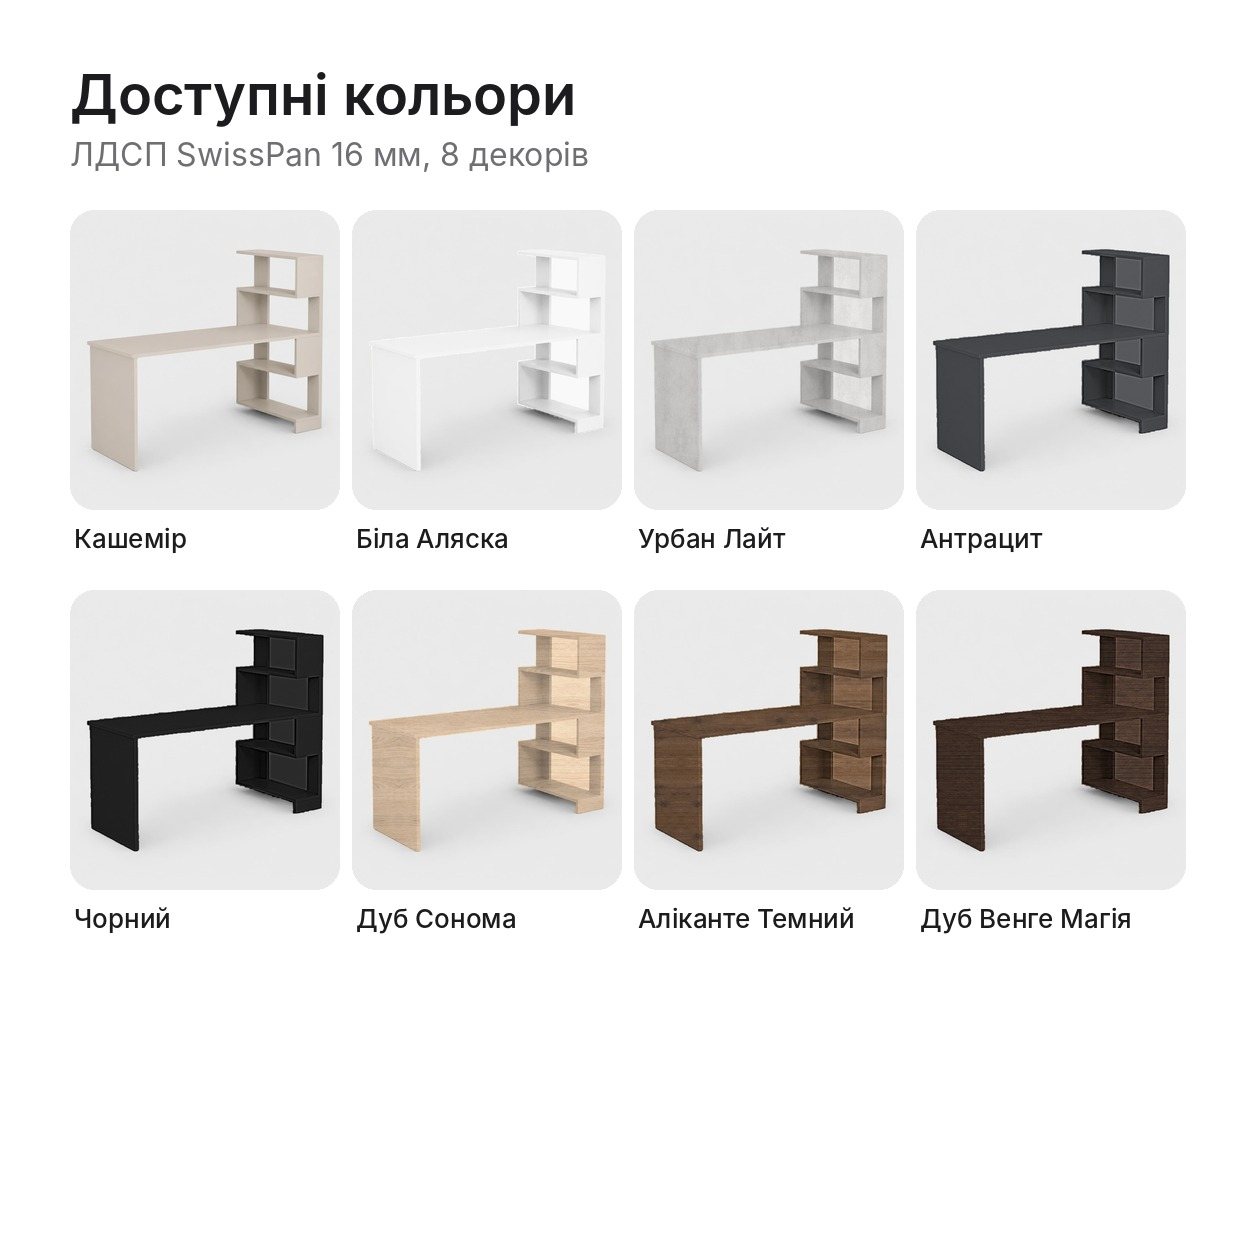 Доступні кольори
ЛДСП SwissPan 16 мм, 8 декорів
Кашемір
Біла Аляска
Урбан Лайт
Антрацит
Чорний
Дуб Сонома
Аліканте Темний
Дуб Венге Магія